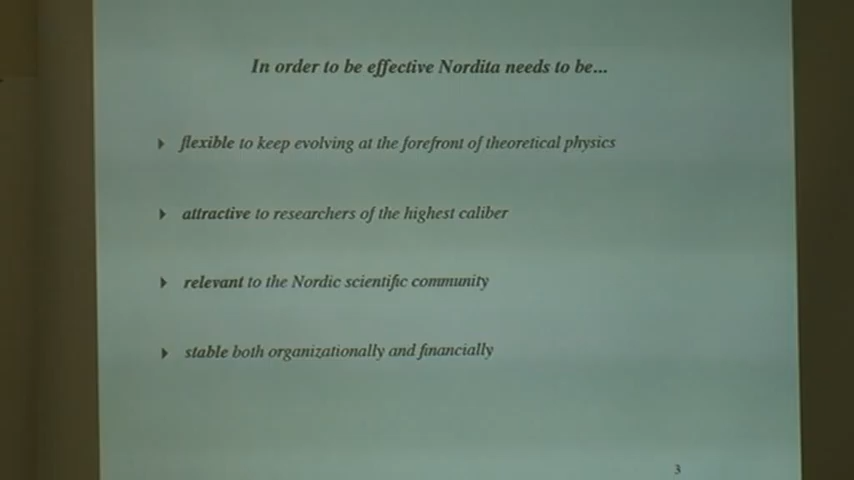 In order to be effective Nordita needs to be...
flexible to keep evolving at the forefront of theoretical physics
attractive to researchers of the highest caliber
relevant to the Nordic scientific community
stable both organizationally and financially
3